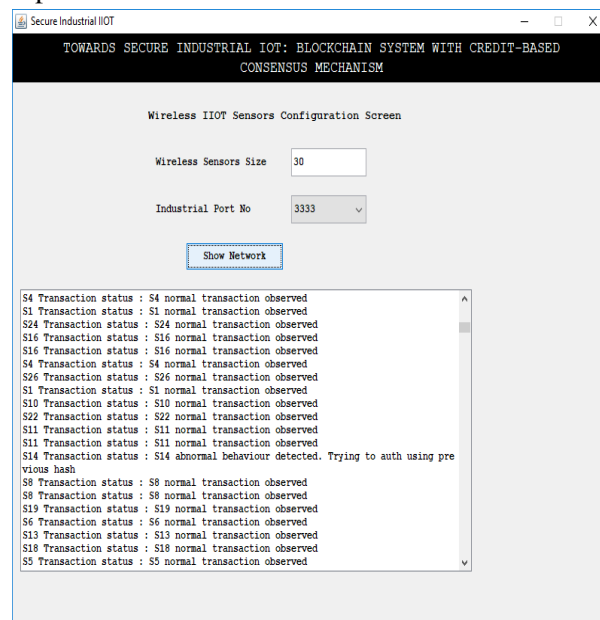 Secure Industrial IIOT
TOWARDS SECURE INDUSTRIAL IOT: BLOCKCHAIN SYSTEM WITH CREDIT-BASED
CONSENSUS MECHANISM
Wireless IIOT Sensors Configuration Screen
Wireless Sensors Size 30
Industrial Port No 3333
Show Network
S4 Transaction status : S4 normal transaction observed
S1 Transaction status : S1 normal transaction observed
S24 Transaction status : S24 normal transaction observed
S16 Transaction status : S16 normal transaction observed
S16 Transaction status : S16 normal transaction observed
S4 Transaction status : S4 normal transaction observed
S26 Transaction status : S26 normal transaction observed
S1 Transaction status : S1 normal transaction observed
S10 Transaction status : S10 normal transaction observed
S22 Transaction status : S22 normal transaction observed
S11 Transaction status : S11 normal transaction observed
S11 Transaction status : S11 normal transaction observed
S14 Transaction status : S14 abnormal behaviour detected. Trying to auth using pre
vious hash
S8 Transaction status : S8 normal transaction observed
S8 Transaction status : S8 normal transaction observed
S19 Transaction status : S19 normal transaction observed
S6 Transaction status : S6 normal transaction observed
S13 Transaction status : S13 normal transaction observed
S18 Transaction status : S18 normal transaction observed
S5 Transaction status : S5 normal transaction observed